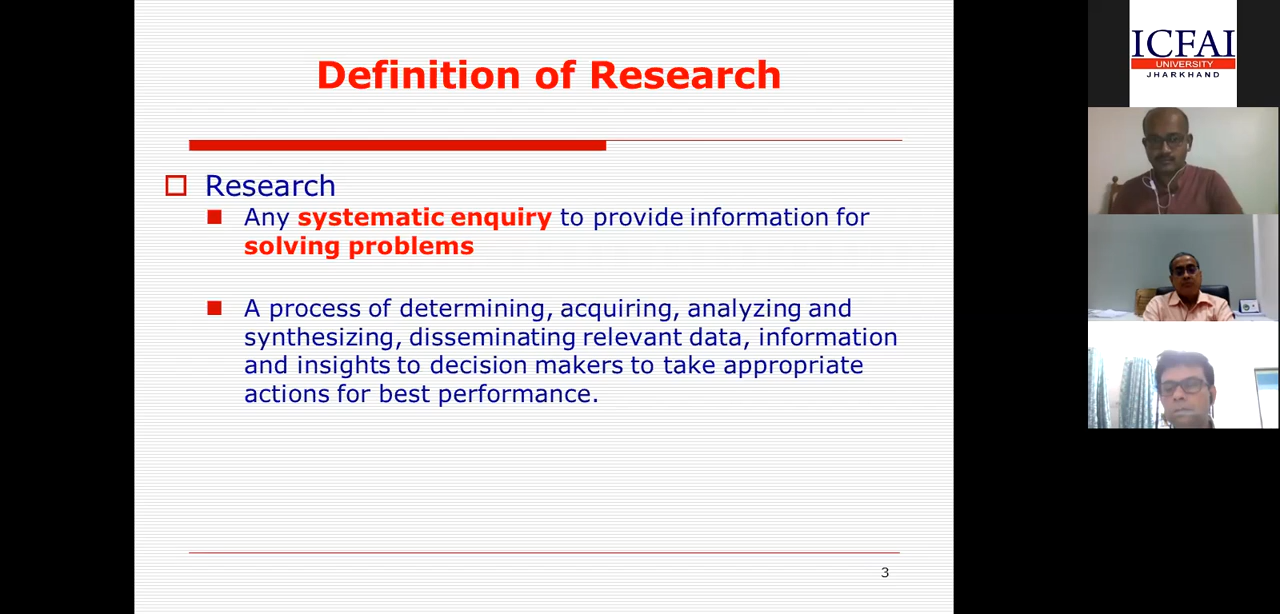 Definition of Research
Research
Any systematic enquiry to provide information for
solving problems
A process of determining, acquiring, analyzing and
synthesizing, disseminating relevant data, information
and insights to decision makers to take appropriate
actions for best performance.
3
ICFAI
UNIVERSITY
JHARKHAND